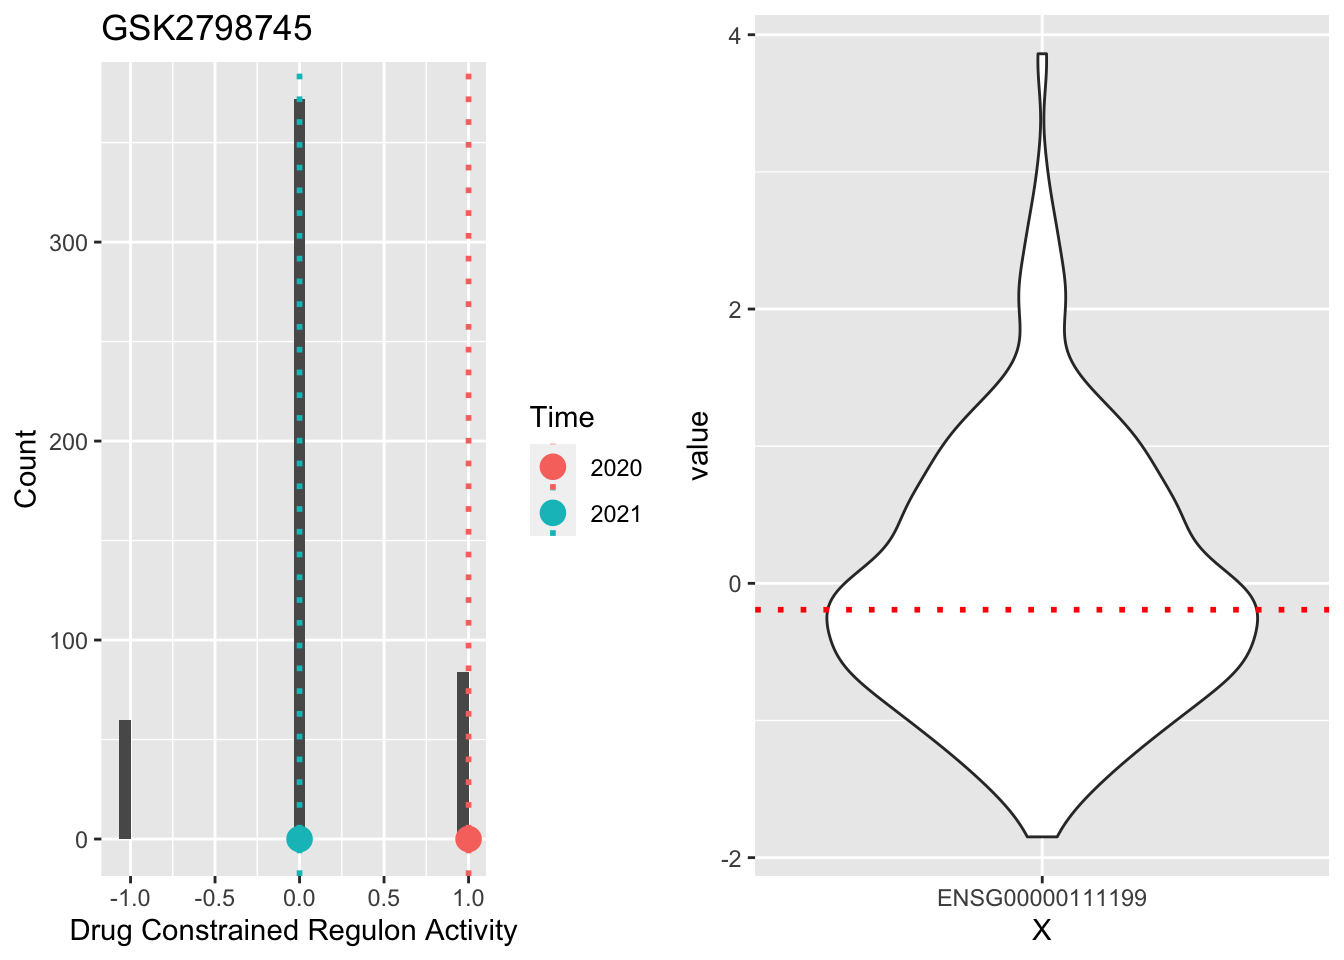 GSK2798745
Count
300
200
100
0
-1.0 -0.5 0.0 0.5 1.0
Drug Constrained Regulon Activity
Time
2020
2021
value
4
2
0
-2
ENSG00000111199
X